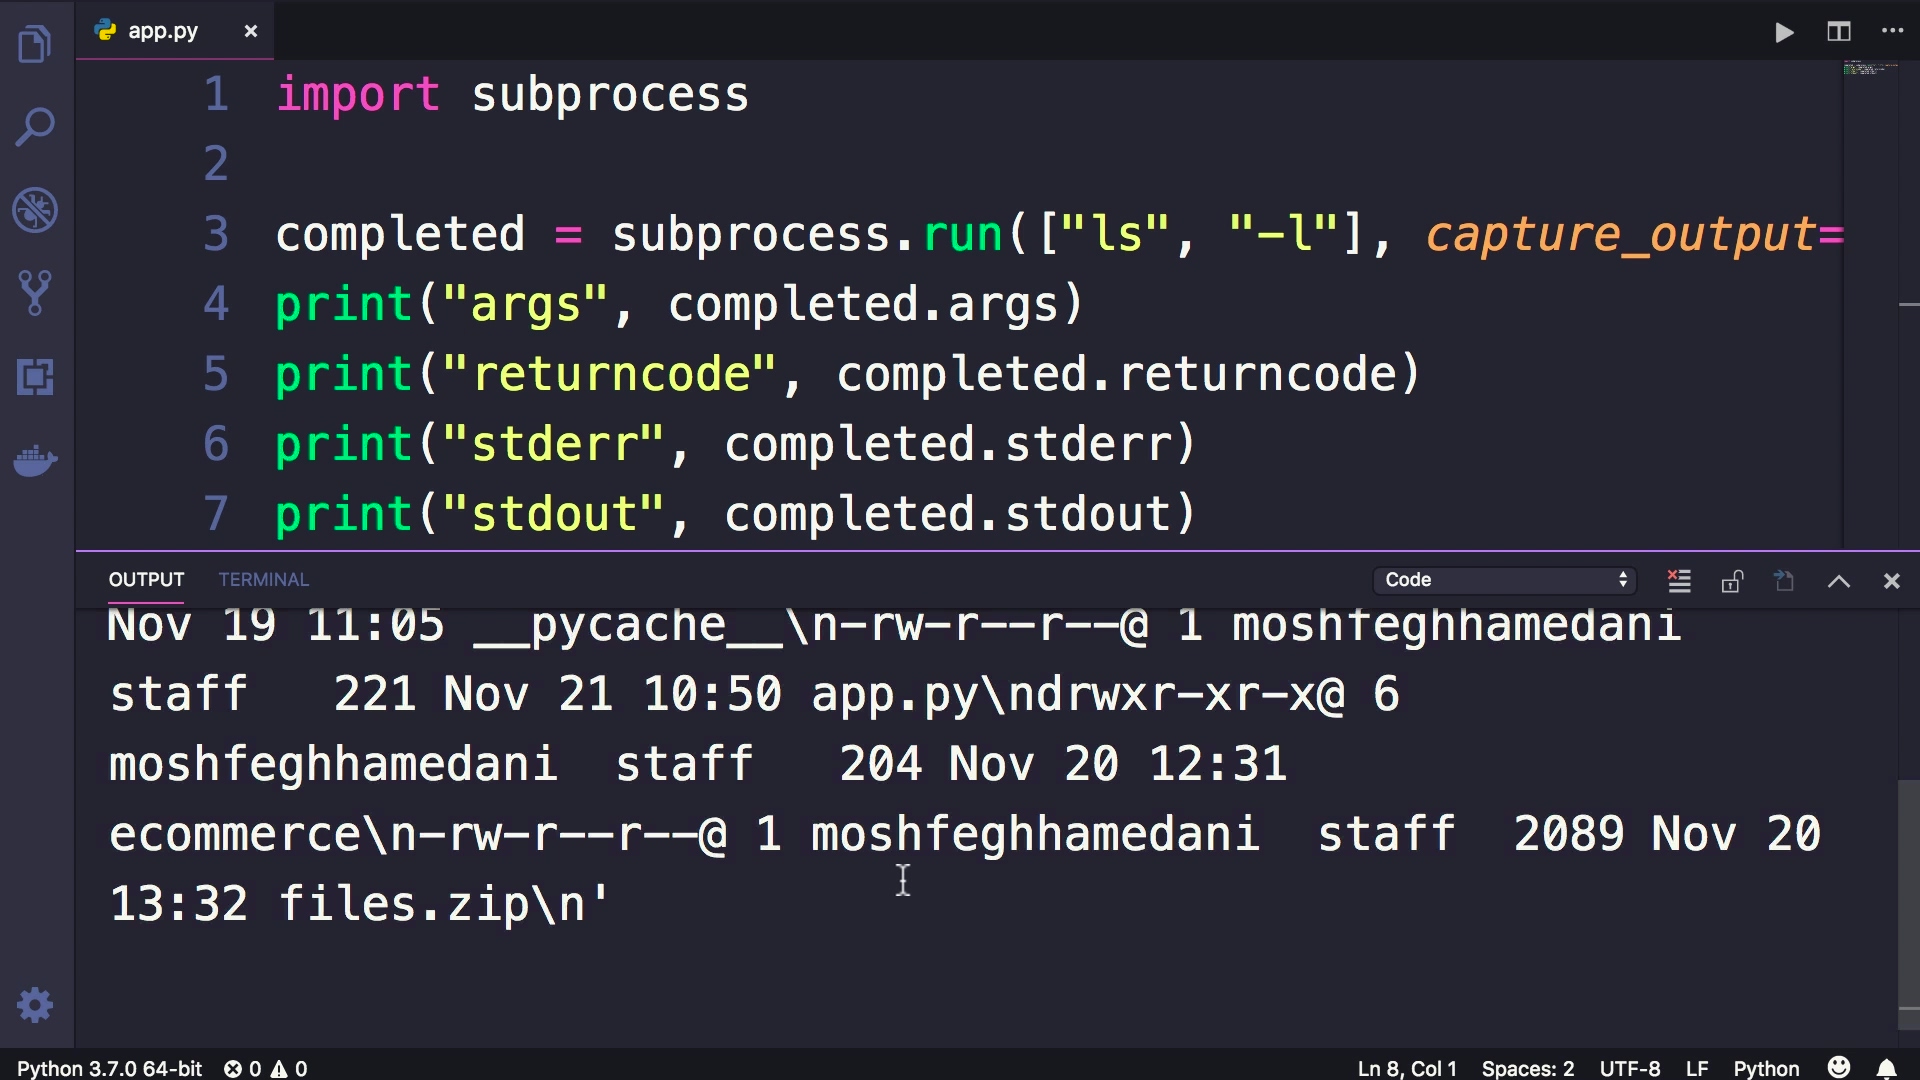 app.py
1 import subprocess
2
3 completed = subprocess.run(["ls", "-l"], capture_output=
4 print("args", completed.args)
5 print("returncode", completed.returncode)
6 print("stderr", completed.stderr)
7 print("stdout", completed.stdout)
OUTPUT TERMINAL Code
Nov 19 11:05 __pycache__\n-rw-r--r--@ 1 moshfeghhamedani
staff   221 Nov 21 10:50 app.py\ndrwxr-xr-x@ 6
moshfeghhamedani  staff   204 Nov 20 12:31
ecommerce\n-rw-r--r--@ 1 moshfeghhamedani  staff  2089 Nov 20
13:32 files.zip\n'
Python 3.7.0 64-bit 0 0 Ln 8, Col 1 Spaces: 2 UTF-8 LF Python